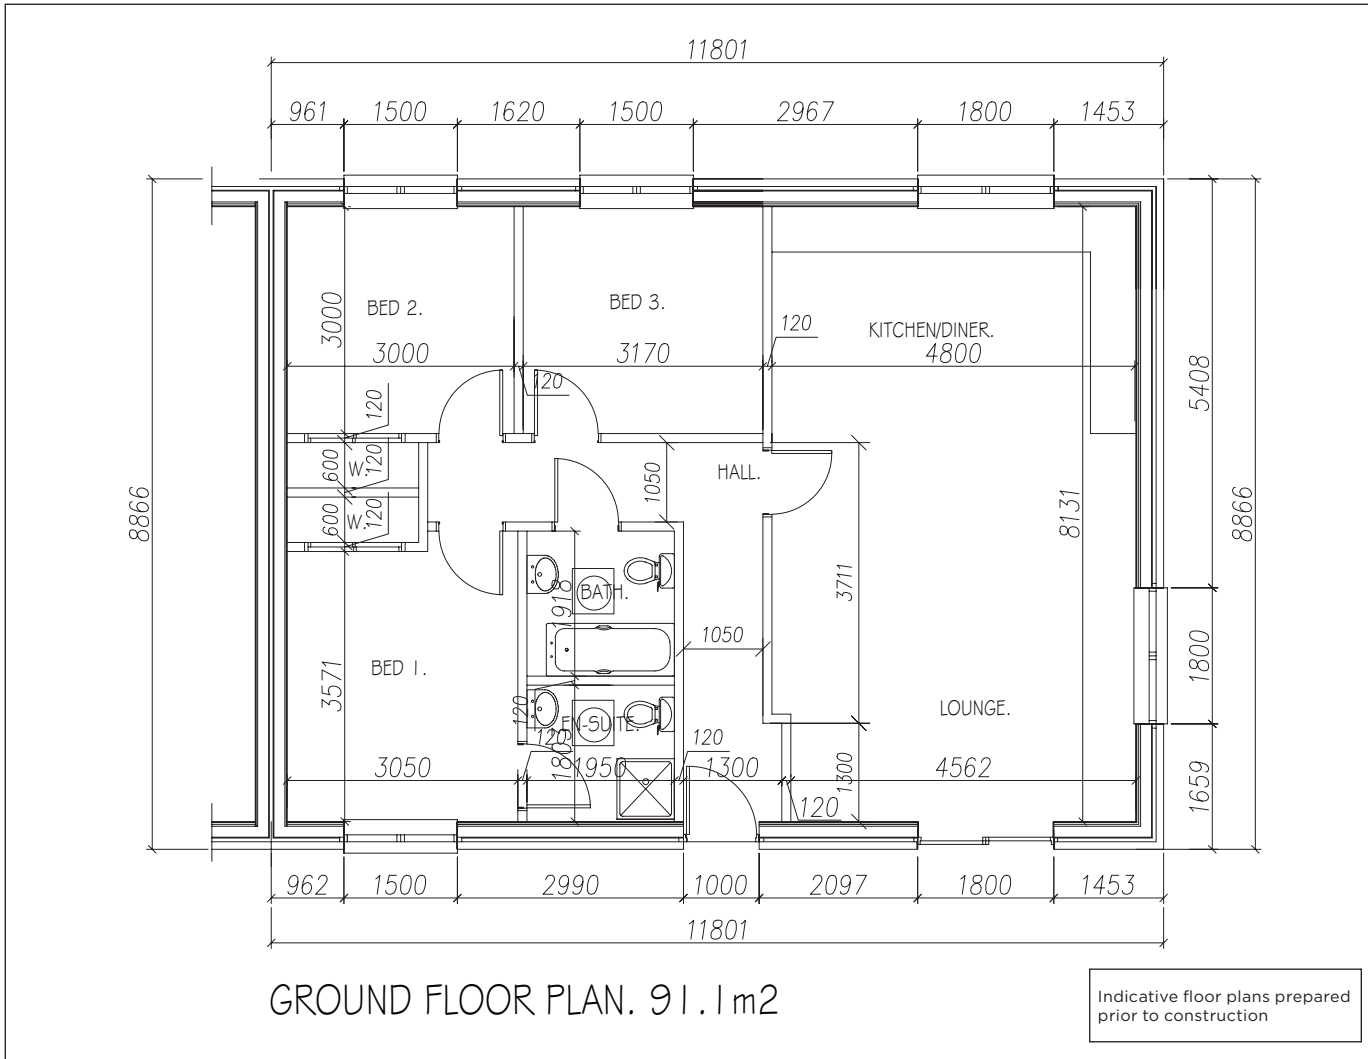 11801
961 1500 1620 1500 2967 1800 1453
BED 2.
BED 3.
KITCHEN/DINER.
3000
120
3000 3170 4800
120
5408
120
600 W. 120
HALL.
1050
8866
8131
8866
600 W. 120
3711
918 BATH.
1050
1800
BED 1.
3571
LOUNGE.
120 EN-SUITE.
120 120
1809
3050 1950 1300 4562
1300
1659
120
962 1500 2990 1000 2097 1800 1453
11801
GROUND FLOOR PLAN. 91.1m2
Indicative floor plans prepared
prior to construction